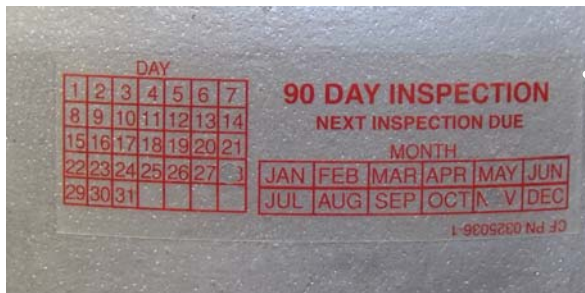 DAY
1 2 3 4 5 6 7
8 9 10 11 12 13 14
15 16 17 18 19 20 21
22 23 24 25 26 27
29 30 31
90 DAY INSPECTION
NEXT INSPECTION DUE
MONTH
JAN FEB MAR APR MAY JUN
JUL AUG SEP OCT DEC
CF PN 0325036-1